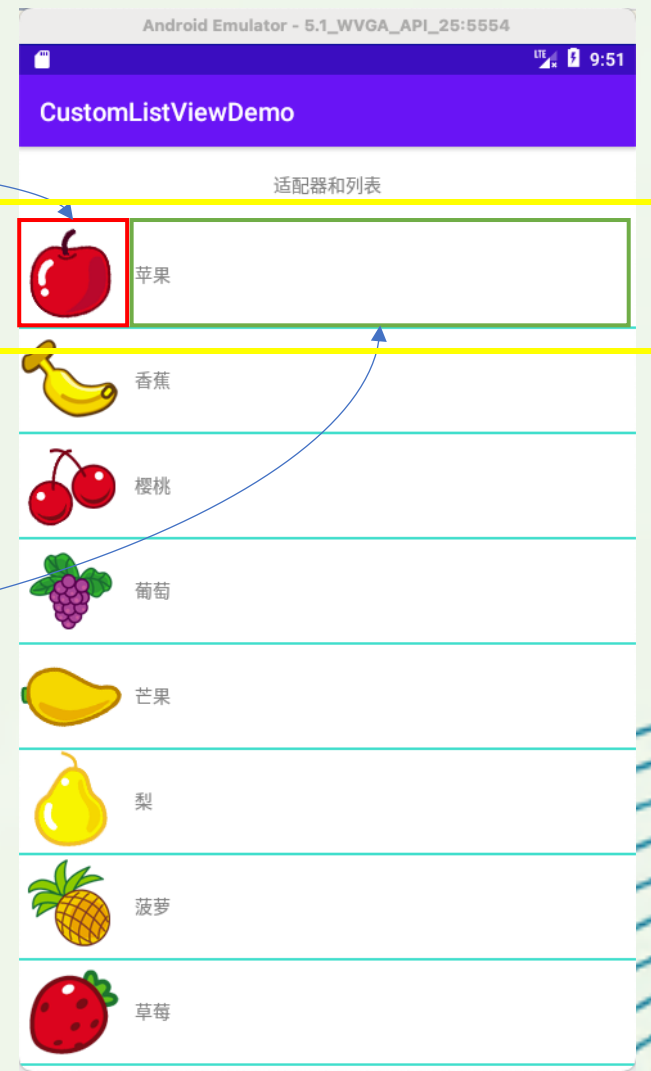 Android Emulator - 5.1_WVGA_API_25:5554
LTE 9:51
CustomListViewDemo
适配器和列表
苹果
香蕉
樱桃
葡萄
芒果
梨
菠萝
草莓